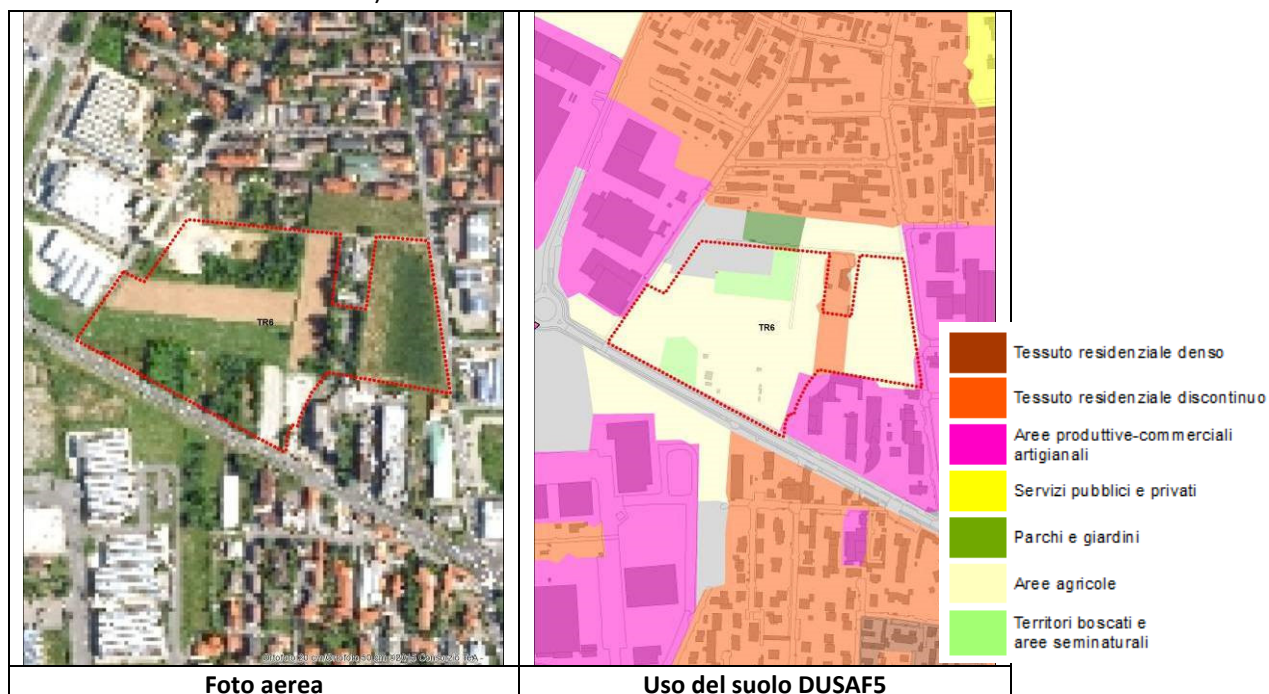 TR6
TR6
Tessuto residenziale denso
Tessuto residenziale discontinuo
Aree produttive-commerciali
artigianali
Servizi pubblici e privati
Parchi e giardini
Aree agricole
Territori boscati e
aree seminaturali
Foto aerea
Uso del suolo DUSAF5